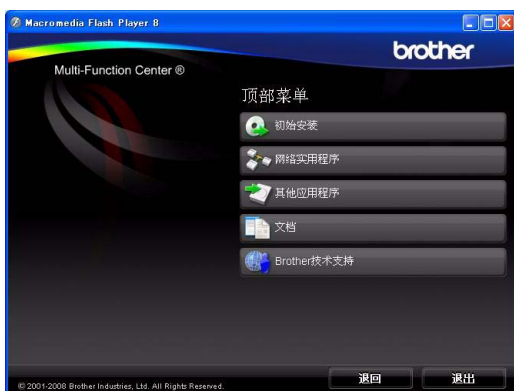 Macromedia Flash Player 8
brother
Multi-Function Center ®
顶部菜单
初始安装
网络实用程序
其他应用程序
文档
Brother技术支持
© 2001-2008 Brother Industries, Ltd. All Rights Reserved.
退回
退出